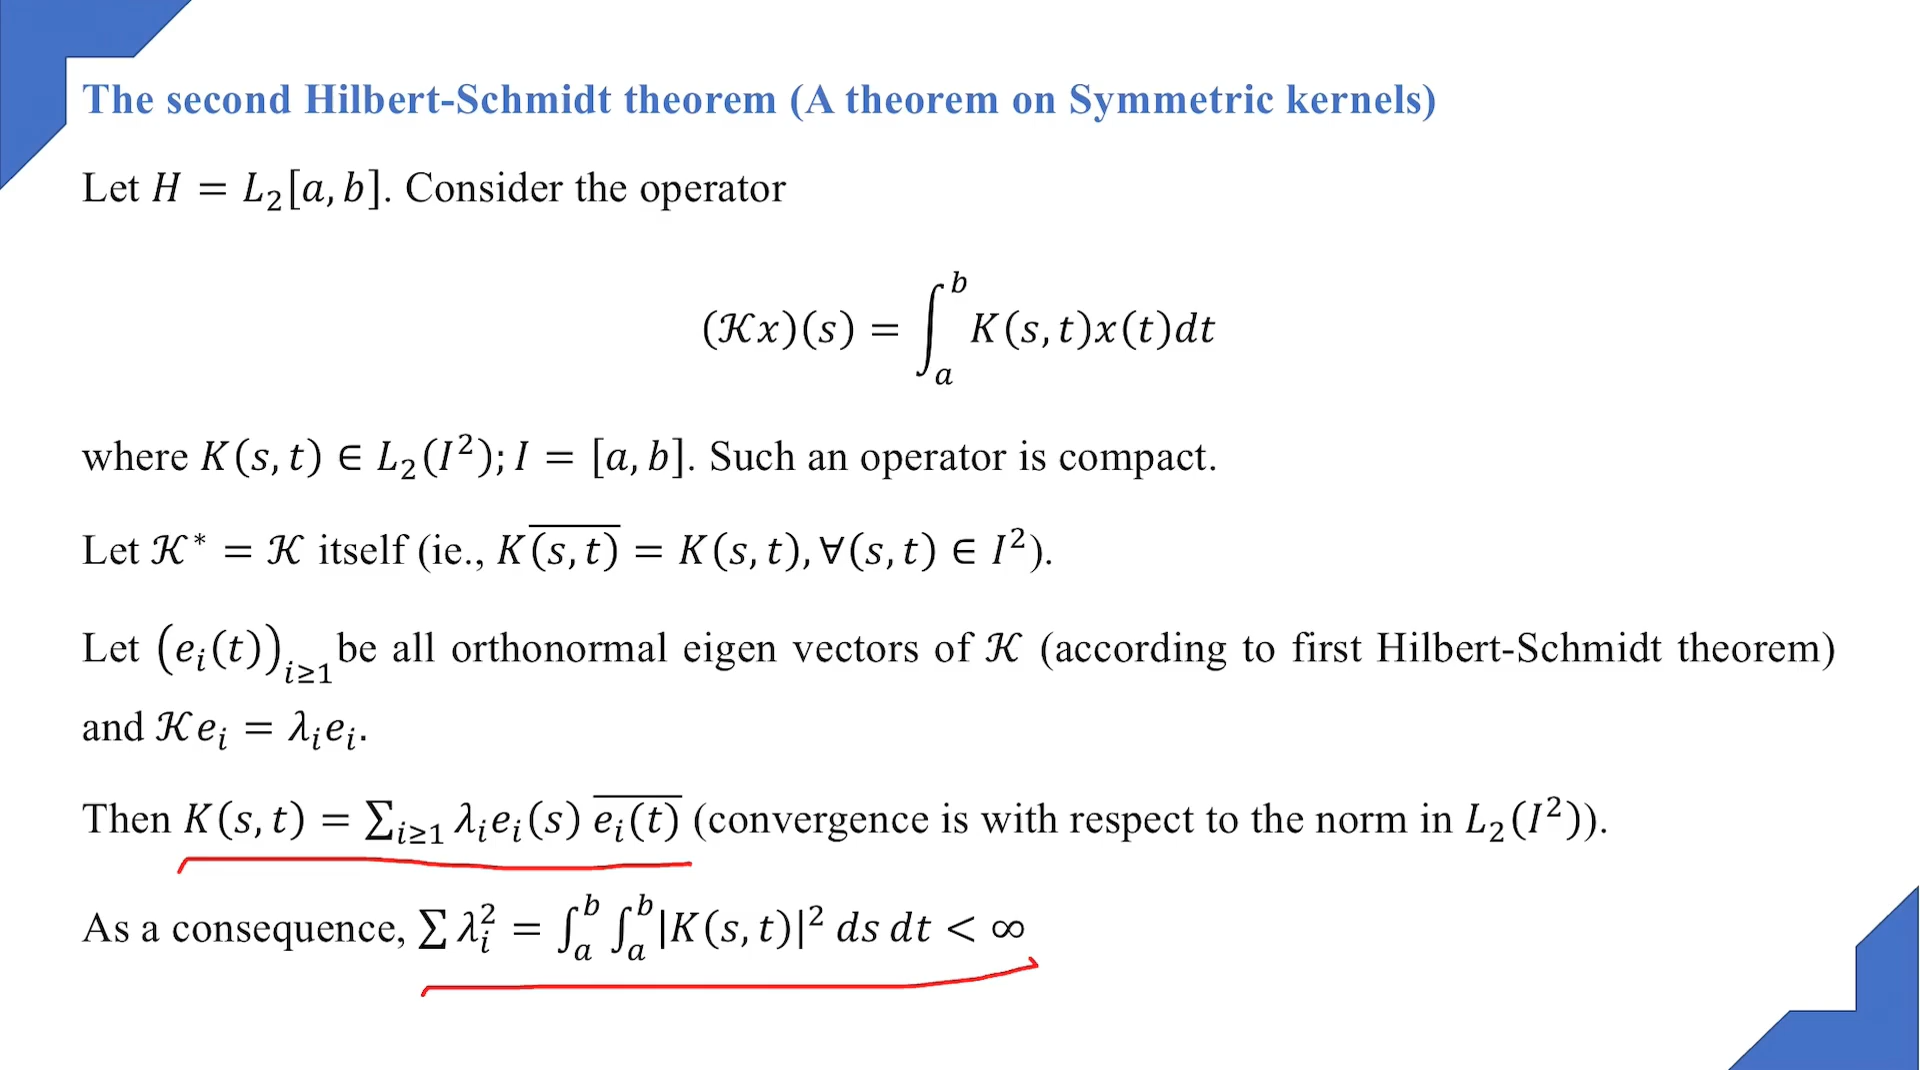 The second Hilbert-Schmidt theorem (A theorem on Symmetric kernels)
Let H = L₂[a, b]. Consider the operator
(𝒦x)(s) = ∫ₐᵇ K(s, t)x(t)dt
where K(s, t) ∈ L₂(I²); I = [a, b]. Such an operator is compact.
Let 𝒦* = 𝒦 itself (ie., K\overline{(s, t)} = K(s, t), ∀(s, t) ∈ I²).
Let (eᵢ(t))ᵢ≥₁ be all orthonormal eigen vectors of 𝒦 (according to first Hilbert-Schmidt theorem)
and 𝒦eᵢ = λᵢeᵢ.
Then K(s, t) = ∑ᵢ≥₁ λᵢeᵢ(s) \overline{eᵢ(t)} (convergence is with respect to the norm in L₂(I²)).
As a consequence, ∑ λᵢ² = ∫ₐᵇ ∫ₐᵇ|K(s, t)|² ds dt < ∞